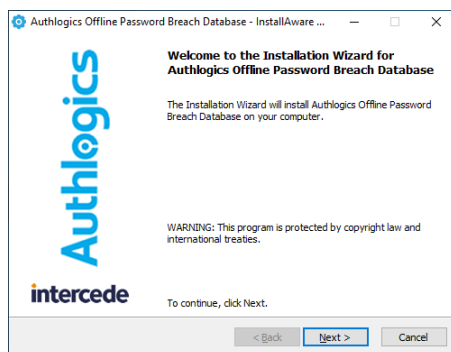 Authlogics Offline Password Breach Database - InstallAware ...
Authlogics
intercede
Welcome to the Installation Wizard for
Authlogics Offline Password Breach Database
The Installation Wizard will install Authlogics Offline Password
Breach Database on your computer.
WARNING: This program is protected by copyright law and
international treaties.
To continue, click Next.
< Back
Next >
Cancel